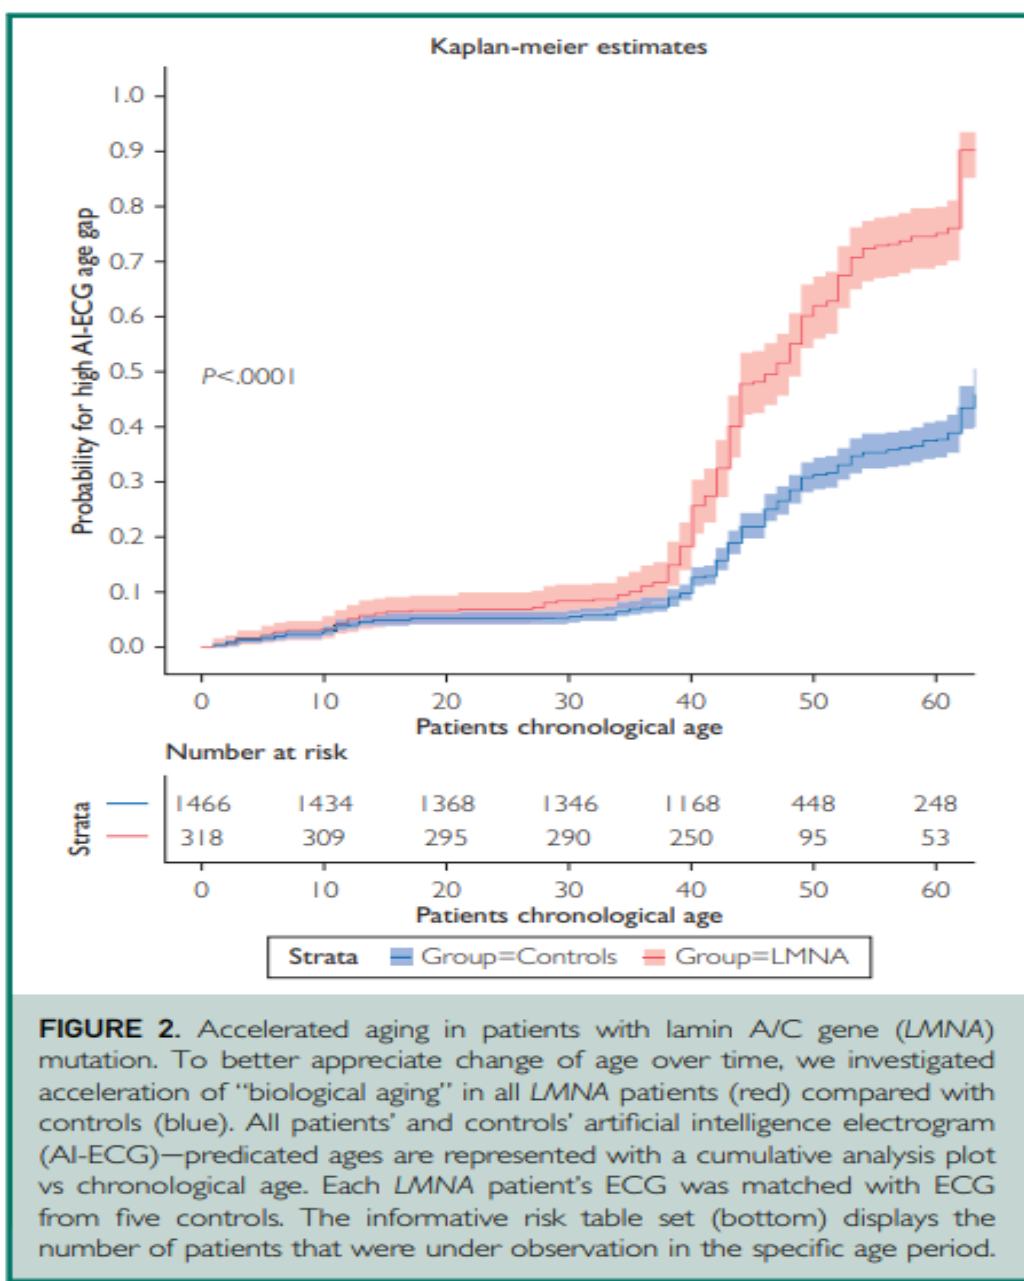 Kaplan-meier estimates
Probability for high AI-ECG age gap
1.0
0.9
0.8
0.7
0.6
0.5
0.4
0.3
0.2
0.1
0.0
P<.0001
0 10 20 30 40 50 60
Patients chronological age
Number at risk
Strata
1466 1434 1368 1346 1168 448 248
318 309 295 290 250 95 53
0 10 20 30 40 50 60
Patients chronological age
Strata Group=Controls Group=LMNA
FIGURE 2. Accelerated aging in patients with lamin A/C gene (LMNA)
mutation. To better appreciate change of age over time, we investigated
acceleration of “biological aging” in all LMNA patients (red) compared with
controls (blue). All patients’ and controls’ artificial intelligence electrogram
(AI-ECG)—predicated ages are represented with a cumulative analysis plot
vs chronological age. Each LMNA patient’s ECG was matched with ECG
from five controls. The informative risk table set (bottom) displays the
number of patients that were under observation in the specific age period.